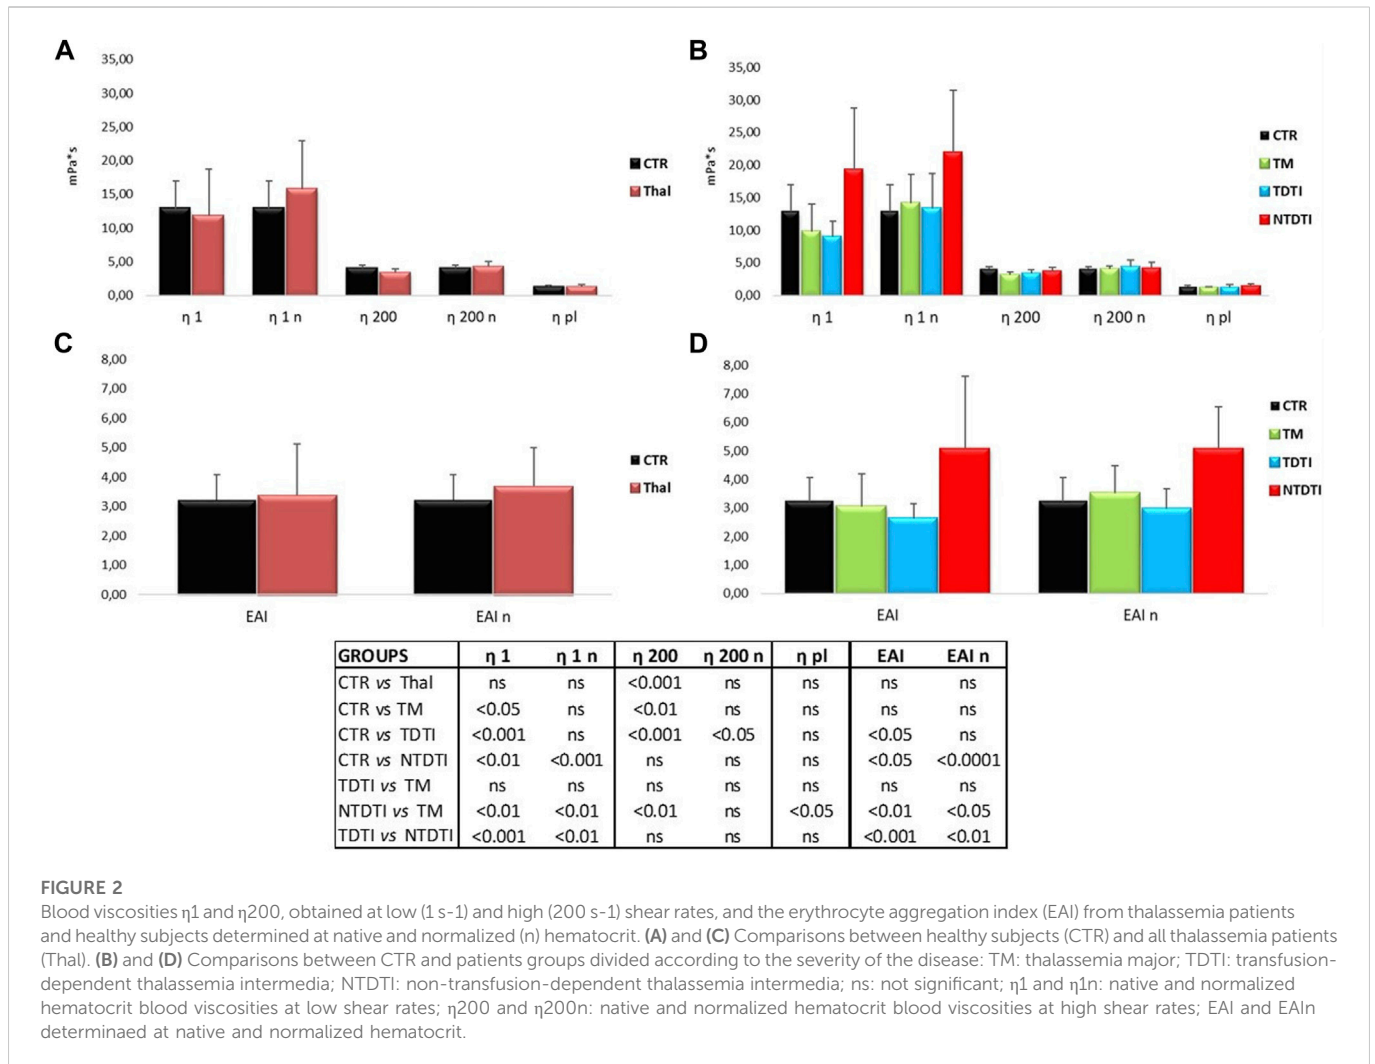 A
35,00
30,00
25,00
20,00
15,00
10,00
5,00
0,00
mPa*s
η 1 η 1 n η 200 η 200 n η pl
CTR
Thal
B
35,00
30,00
25,00
20,00
15,00
10,00
5,00
0,00
mPa*s
η 1 η 1 n η 200 η 200 n η pl
CTR
TM
TDTI
NTDTI
C
8,00
7,00
6,00
5,00
4,00
3,00
2,00
1,00
0,00
EAI EAI n
CTR
Thal
D
8,00
7,00
6,00
5,00
4,00
3,00
2,00
1,00
0,00
EAI EAI n
CTR
TM
TDTI
NTDTI
GROUPS η 1 η 1 n η 200 η 200 n η pl EAI EAI n
CTR vs Thal ns ns <0.001 ns ns ns ns
CTR vs TM <0.05 ns <0.01 ns ns ns ns
CTR vs TDTI <0.001 ns <0.001 <0.05 ns <0.05 ns
CTR vs NTDTI <0.01 <0.001 ns ns ns <0.05 <0.0001
TDTI vs TM ns ns ns ns ns ns ns
NTDTI vs TM <0.01 <0.01 <0.01 ns <0.05 <0.01 <0.05
TDTI vs NTDTI <0.001 <0.01 ns ns ns <0.001 <0.01
FIGURE 2
Blood viscosities η1 and η200, obtained at low (1 s-1) and high (200 s-1) shear rates, and the erythrocyte aggregation index (EAI) from thalassemia patients
and healthy subjects determined at native and normalized (n) hematocrit. (A) and (C) Comparisons between healthy subjects (CTR) and all thalassemia patients
(Thal). (B) and (D) Comparisons between CTR and patients groups divided according to the severity of the disease: TM: thalassemia major; TDTI: transfusion-
dependent thalassemia intermedia; NTDTI: non-transfusion-dependent thalassemia intermedia; ns: not significant; η1 and η1n: native and normalized
hematocrit blood viscosities at low shear rates; η200 and η200n: native and normalized hematocrit blood viscosities at high shear rates; EAI and EAIn
determinaed at native and normalized hematocrit.